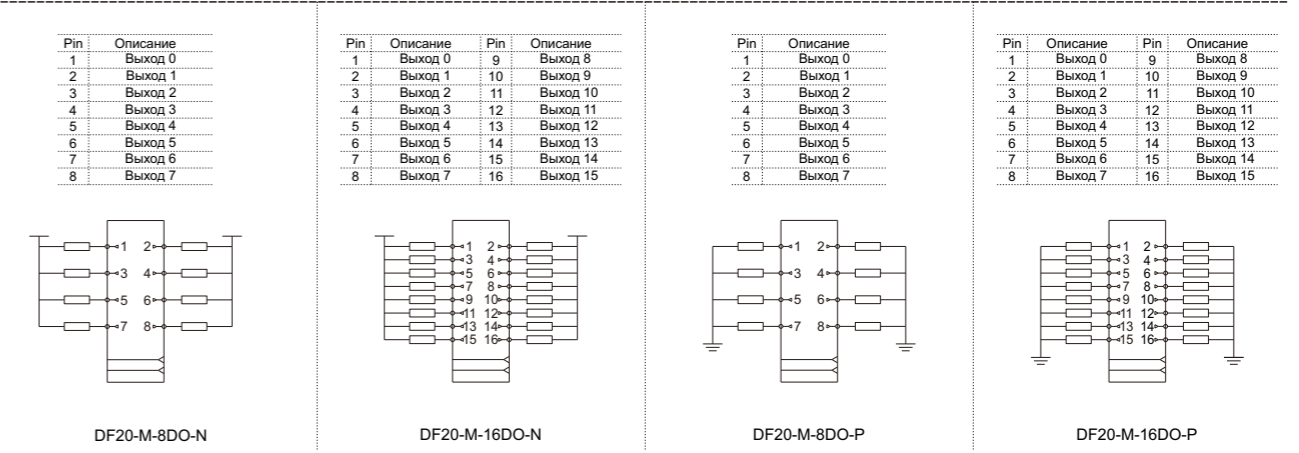 Pin Описание
1 Выход 0
2 Выход 1
3 Выход 2
4 Выход 3
5 Выход 4
6 Выход 5
7 Выход 6
8 Выход 7
1 2
3 4
5 6
7 8
DF20-M-8DO-N
Pin Описание Pin Описание
1 Выход 0 9 Выход 8
2 Выход 1 10 Выход 9
3 Выход 2 11 Выход 10
4 Выход 3 12 Выход 11
5 Выход 4 13 Выход 12
6 Выход 5 14 Выход 13
7 Выход 6 15 Выход 14
8 Выход 7 16 Выход 15
1 2
3 4
5 6
7 8
9 10
11 12
13 14
15 16
DF20-M-16DO-N
Pin Описание
1 Выход 0
2 Выход 1
3 Выход 2
4 Выход 3
5 Выход 4
6 Выход 5
7 Выход 6
8 Выход 7
1 2
3 4
5 6
7 8
DF20-M-8DO-P
Pin Описание Pin Описание
1 Выход 0 9 Выход 8
2 Выход 1 10 Выход 9
3 Выход 2 11 Выход 10
4 Выход 3 12 Выход 11
5 Выход 4 13 Выход 12
6 Выход 5 14 Выход 13
7 Выход 6 15 Выход 14
8 Выход 7 16 Выход 15
1 2
3 4
5 6
7 8
9 10
11 12
13 14
15 16
DF20-M-16DO-P